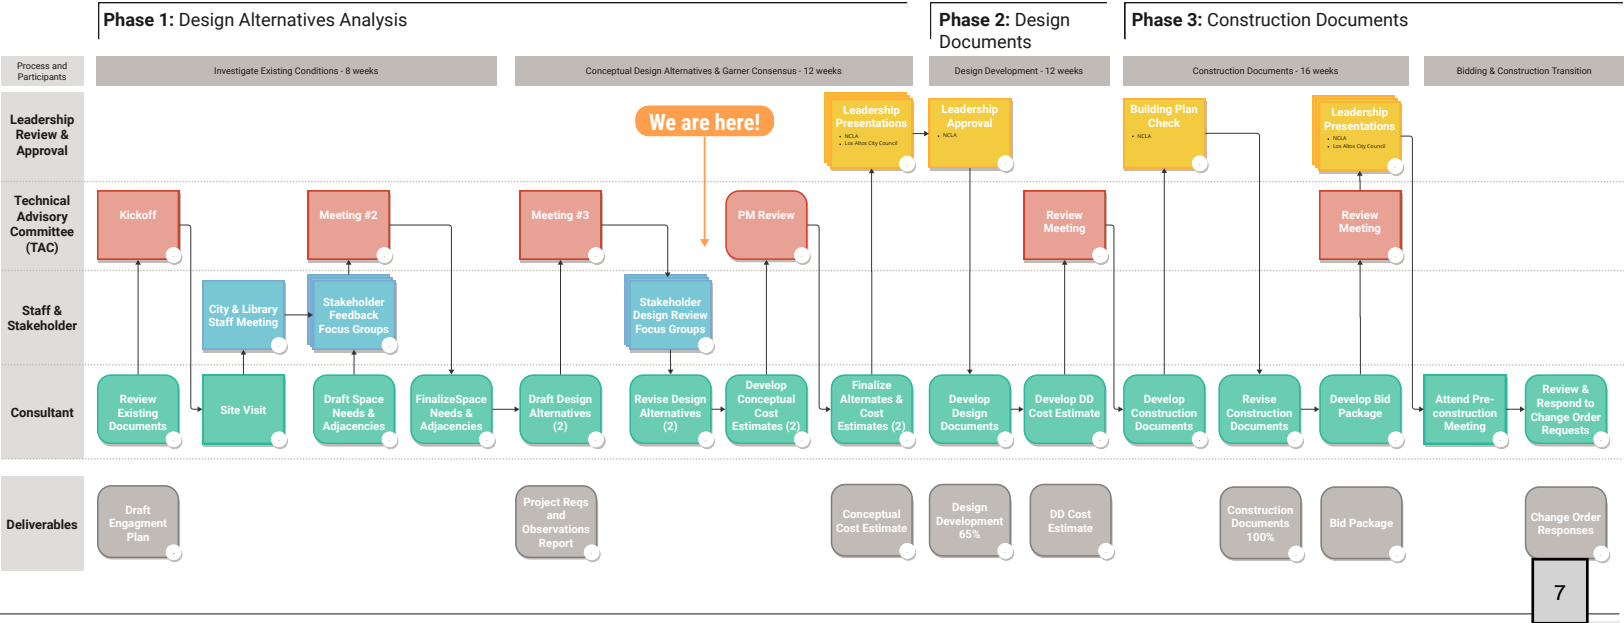 Phase 1: Design Alternatives Analysis
Phase 2: Design
Documents
Phase 3: Construction Documents
Process and
Participants
Investigate Existing Conditions - 8 weeks
Conceptual Design Alternatives & Garner Consensus - 12 weeks
Design Development - 12 weeks
Construction Documents - 16 weeks
Bidding & Construction Transition
Leadership
Review &
Approval
We are here!
Leadership
Presentations
• NCLA
• Los Altos City Council
Leadership
Approval
• NCLA
Building Plan
Check
• NCLA
Leadership
Presentations
• NCLA
• Los Altos City Council
Technical
Advisory
Committee
(TAC)
Kickoff
Meeting #2
Meeting #3
PM Review
Review
Meeting
Review
Meeting
Staff &
Stakeholder
City & Library
Staff Meeting
Stakeholder
Feedback
Focus Groups
Stakeholder
Design Review
Focus Groups
Consultant
Review
Existing
Documents
Site Visit
Draft Space
Needs &
Adjacencies
FinalizeSpace
Needs &
Adjacencies
Draft Design
Alternatives
(2)
Revise Design
Alternatives
(2)
Develop
Conceptual
Cost
Estimates (2)
Finalize
Alternates &
Cost
Estimates (2)
Develop
Design
Documents
Develop DD
Cost Estimate
Develop
Construction
Documents
Revise
Construction
Documents
Develop Bid
Package
Attend Pre-
construction
Meeting
Review &
Respond to
Change Order
Requests
Deliverables
Draft
Engagment
Plan
Project Reqs
and
Observations
Report
Conceptual
Cost Estimate
Design
Development
65%
DD Cost
Estimate
Construction
Documents
100%
Bid Package
Change Order
Responses
7